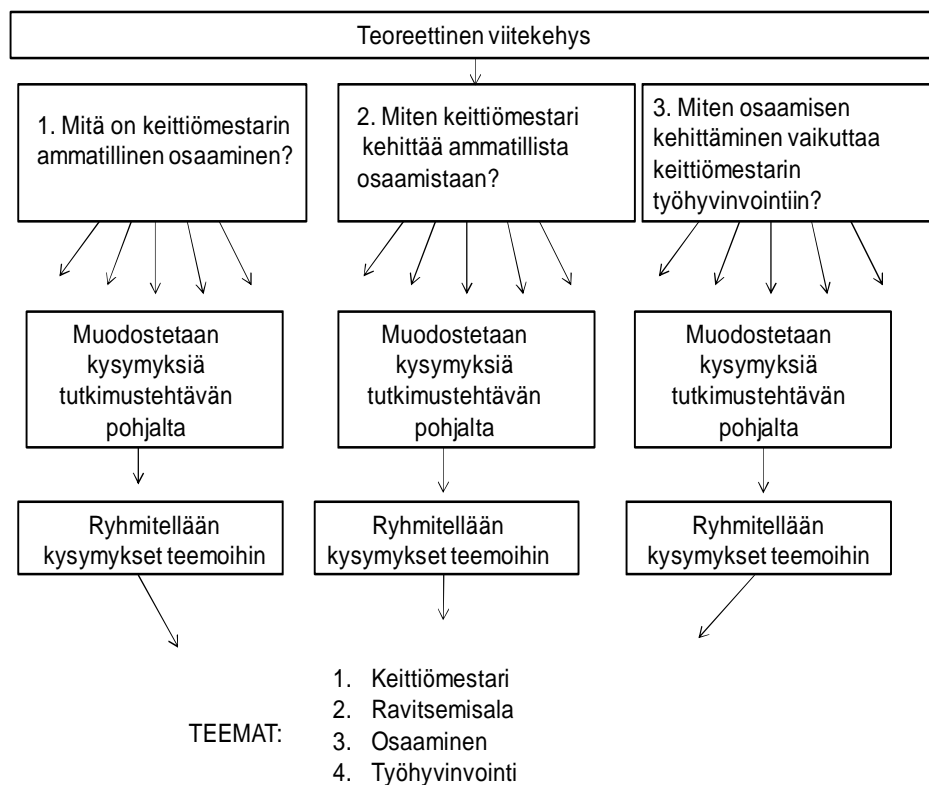 Teoreettinen viitekehys
1. Mitä on keittiömestarin
ammatillinen osaaminen?
2. Miten keittiömestari
kehittää ammatillista
osaamistaan?
3. Miten osaamisen
kehittäminen vaikuttaa
keittiömestarin
työhyvinvointiin?
Muodostetaan
kysymyksiä
tutkimustehtävän
pohjalta
Muodostetaan
kysymyksiä
tutkimustehtävän
pohjalta
Muodostetaan
kysymyksiä
tutkimustehtävän
pohjalta
Ryhmitellään
kysymykset teemoihin
Ryhmitellään
kysymykset teemoihin
Ryhmitellään
kysymykset teemoihin
TEEMAT:
1. Keittiömestari
2. Ravitsemisala
3. Osaaminen
4. Työhyvinvointi